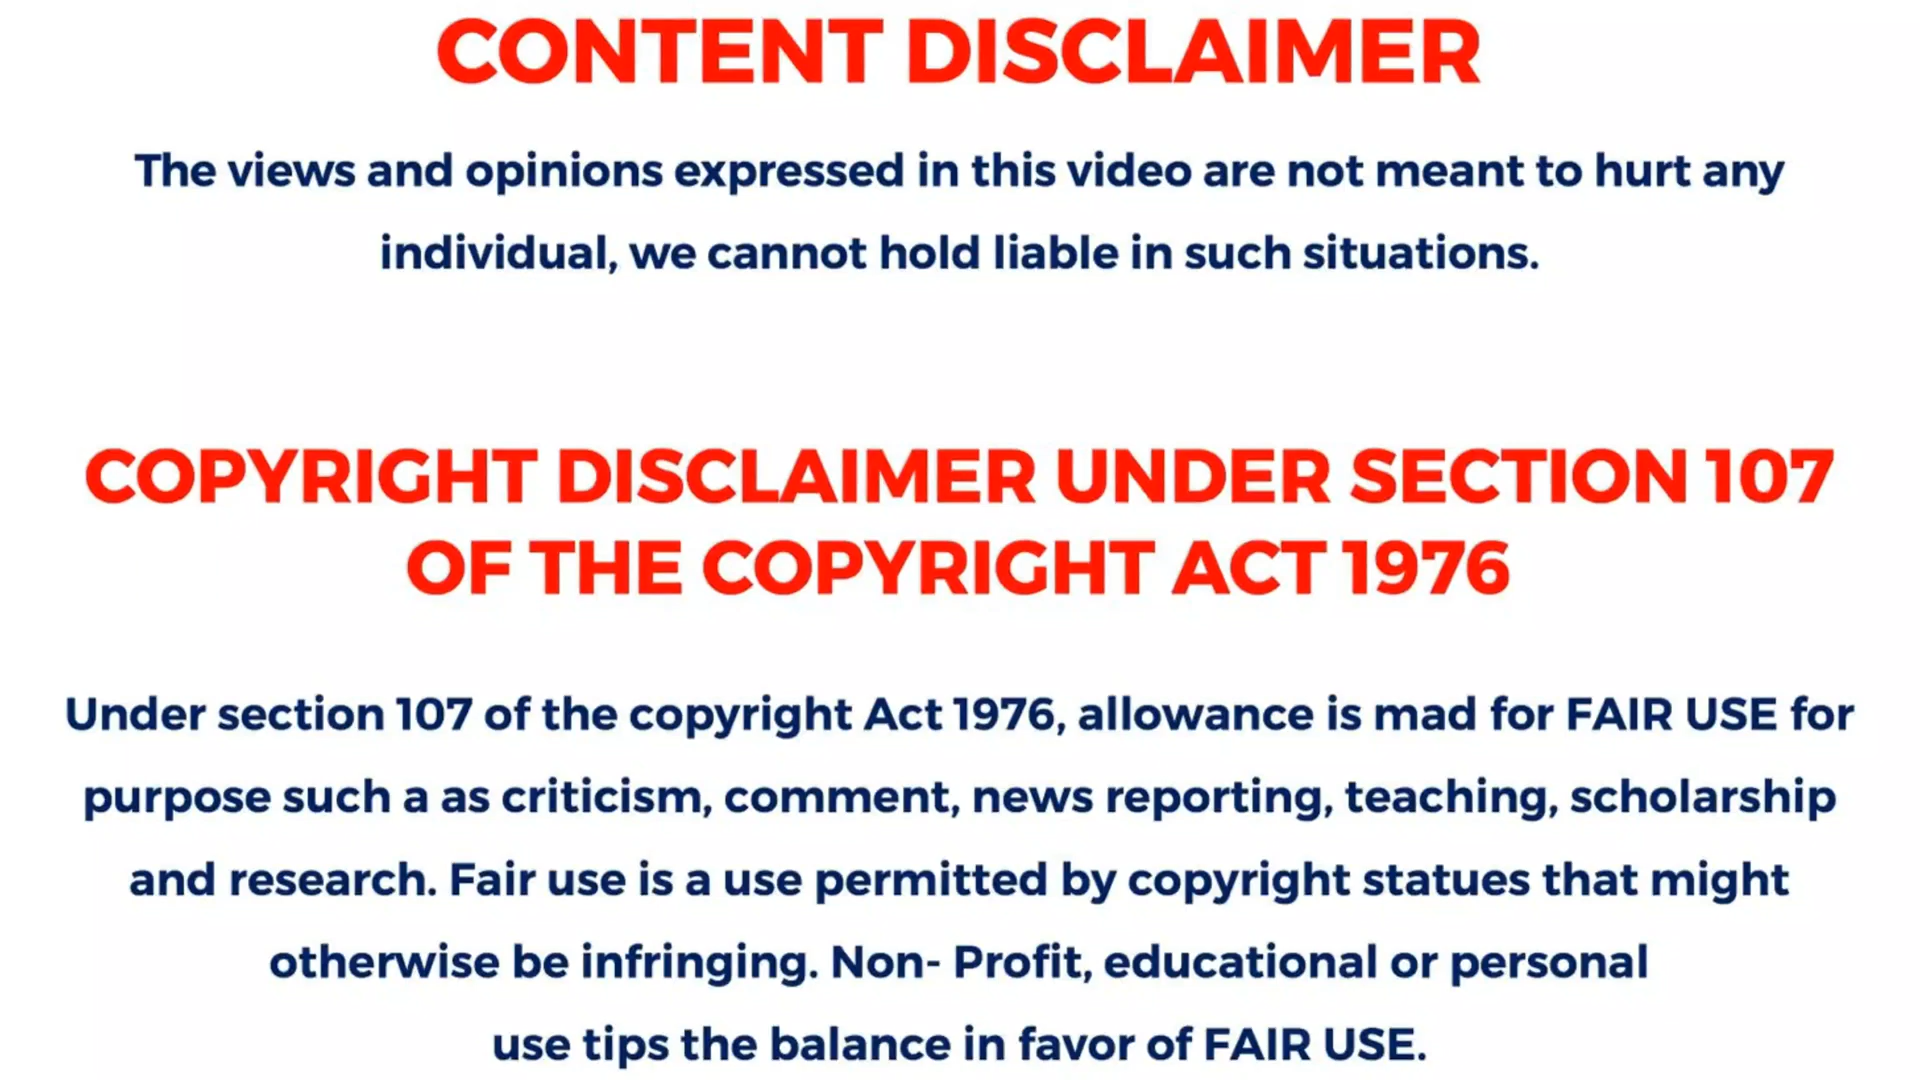 CONTENT DISCLAIMER
The views and opinions expressed in this video are not meant to hurt any
individual, we cannot hold liable in such situations.
COPYRIGHT DISCLAIMER UNDER SECTION 107
OF THE COPYRIGHT ACT 1976
Under section 107 of the copyright Act 1976, allowance is mad for FAIR USE for
purpose such a as criticism, comment, news reporting, teaching, scholarship
and research. Fair use is a use permitted by copyright statues that might
otherwise be infringing. Non- Profit, educational or personal
use tips the balance in favor of FAIR USE.